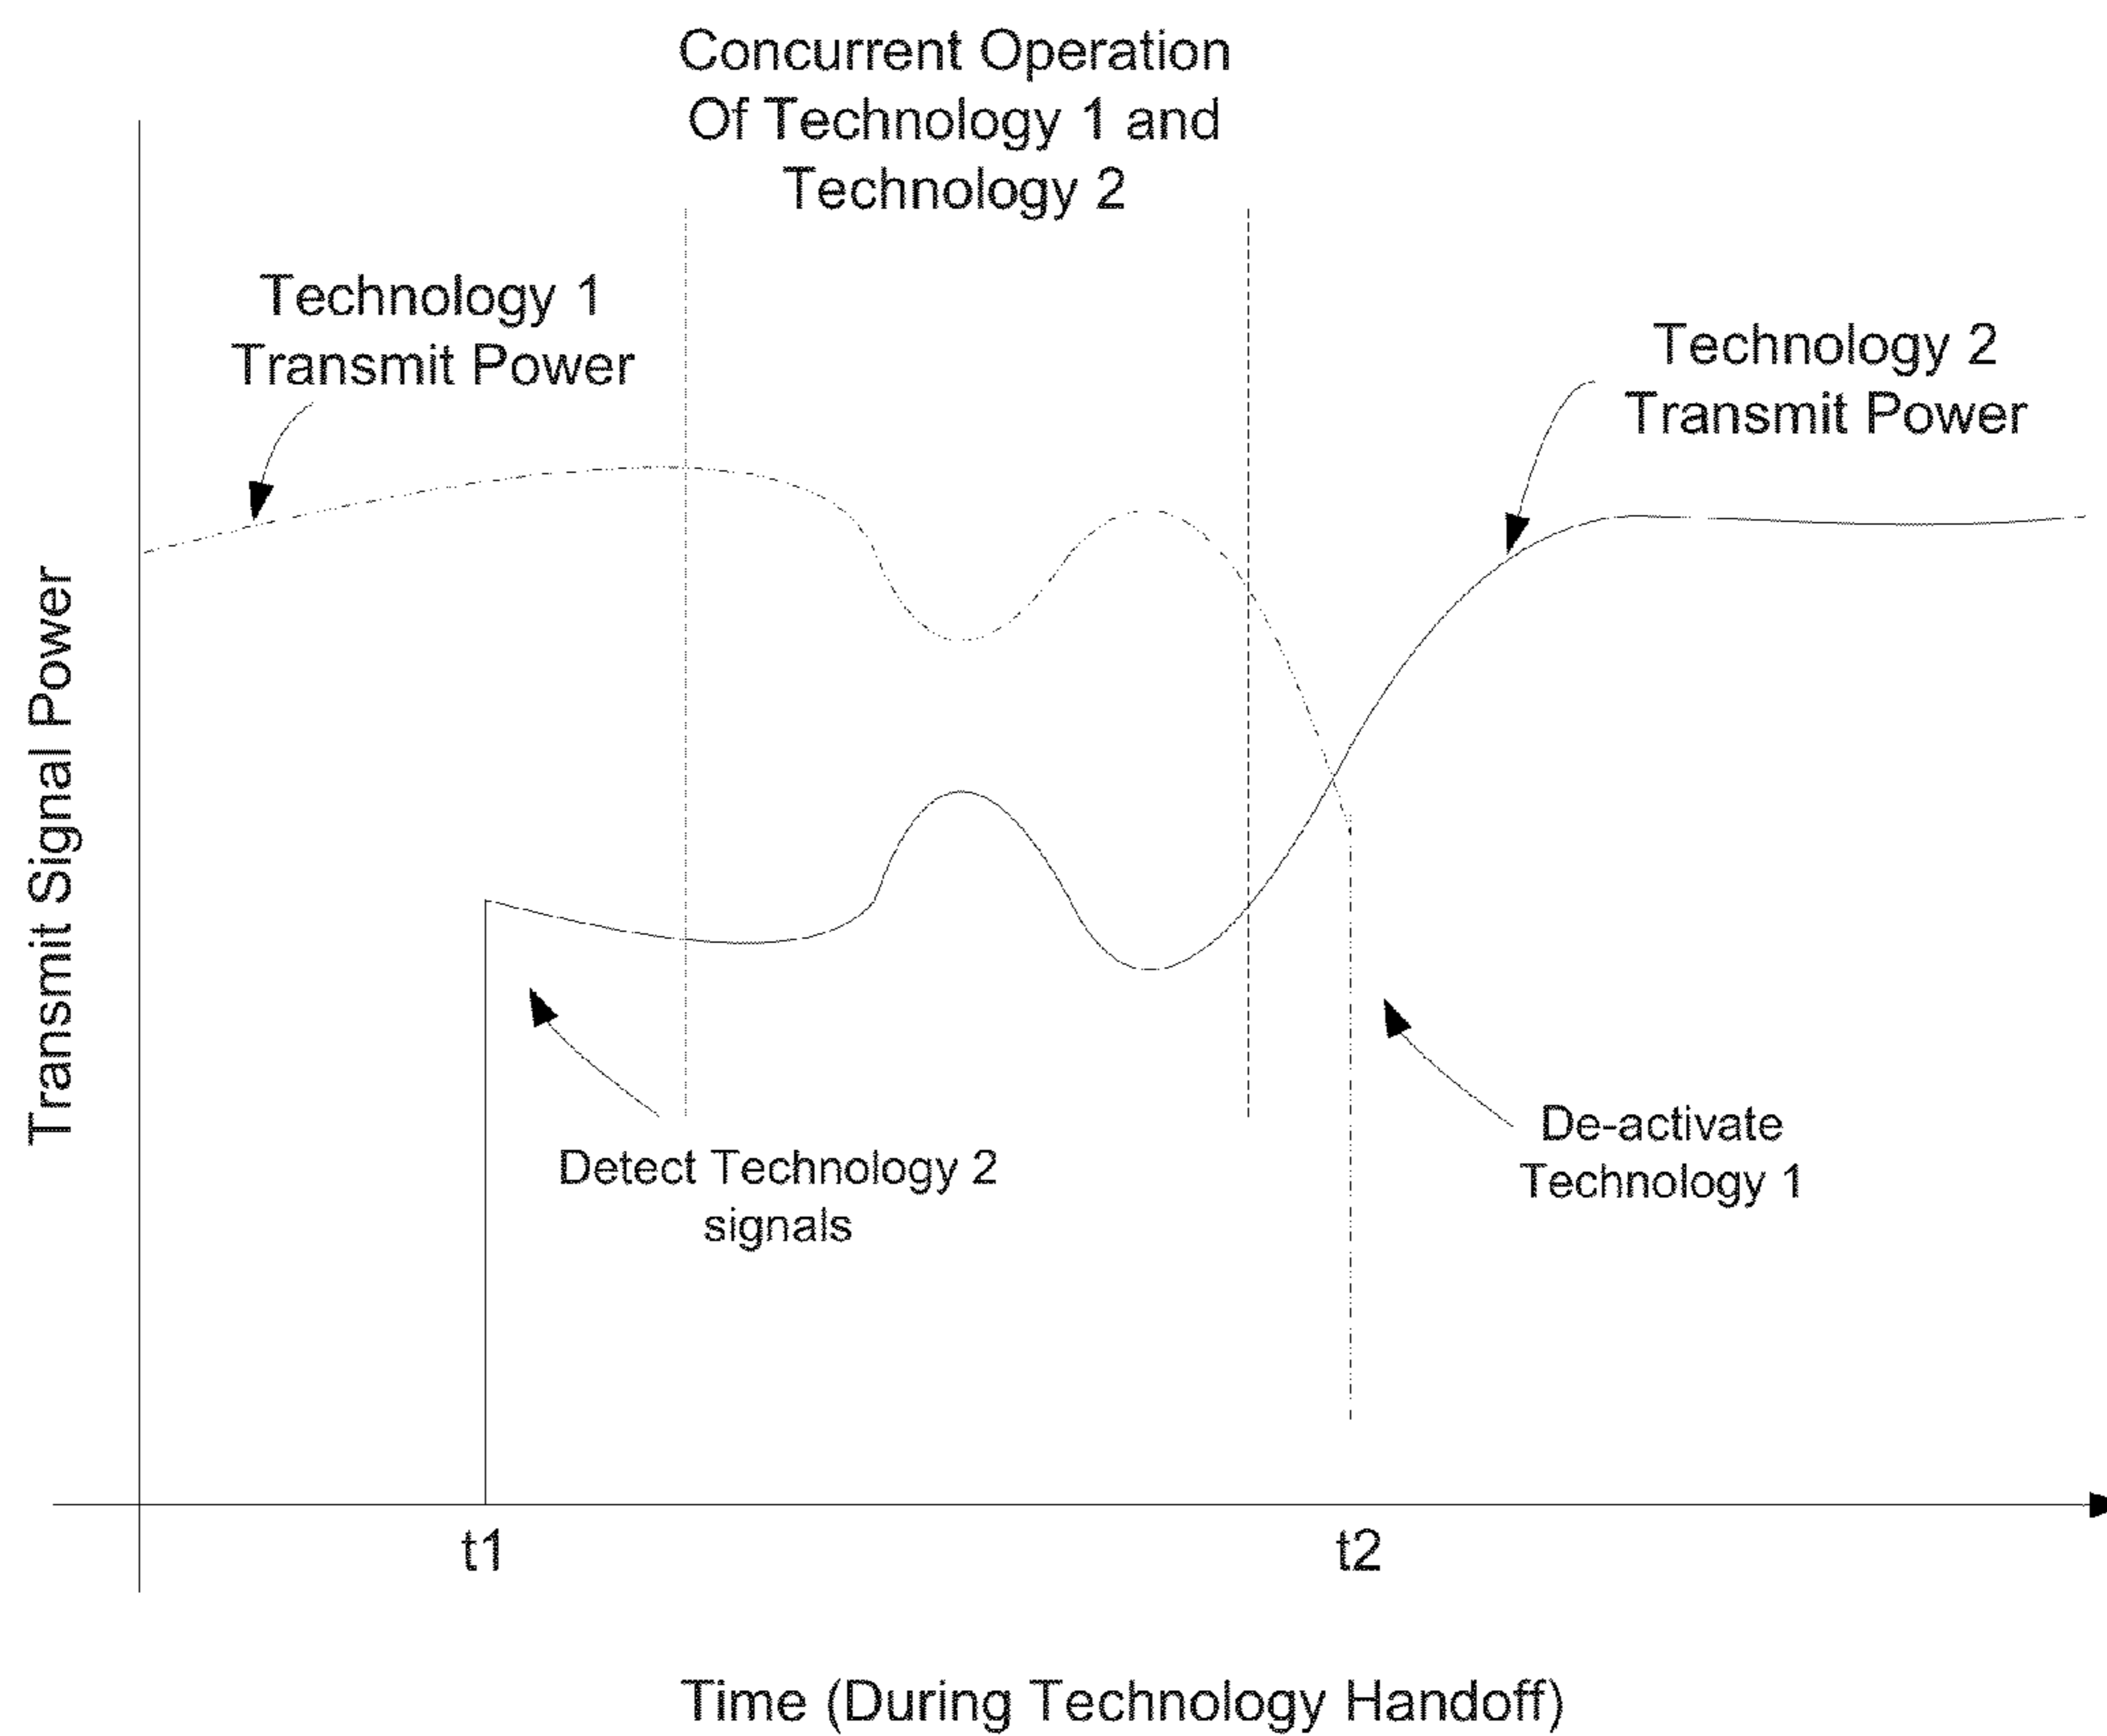 Concurrent Operation
Of Technology 1 and
Technology 2
Technology 1
Transmit Power
Technology 2
Transmit Power
Transmit Signal Power
Detect Technology 2
signals
De-activate
Technology 1
t1
t2
Time (During Technology Handoff)